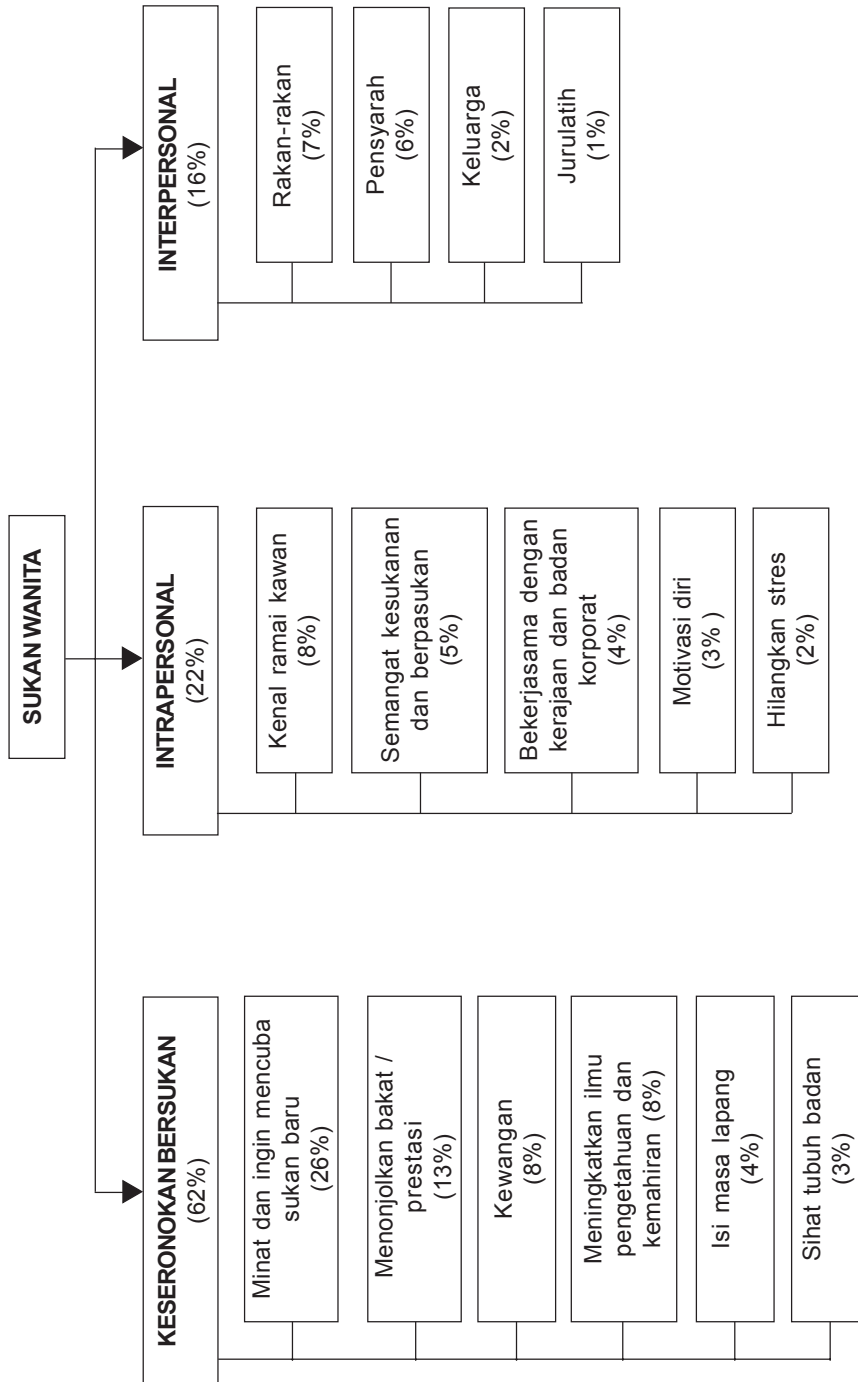 SUKAN WANITA
KESERONOKAN BERSUKAN
(62%)
Minat dan ingin mencuba
sukan baru
(26%)
Menonjolkan bakat /
prestasi
(13%)
Kewangan
(8%)
Meningkatkan ilmu
pengetahuan dan
kemahiran (8%)
Isi masa lapang
(4%)
Sihat tubuh badan
(3%)
INTRAPERSONAL
(22%)
Kenal ramai kawan
(8%)
Semangat kesukanan
dan berpasukan
(5%)
Bekerjasama dengan
kerajaan dan badan
korporat
(4%)
Motivasi diri
(3% )
Hilangkan stres
(2%)
INTERPERSONAL
(16%)
Rakan-rakan
(7%)
Pensyarah
(6%)
Keluarga
(2%)
Jurulatih
(1%)